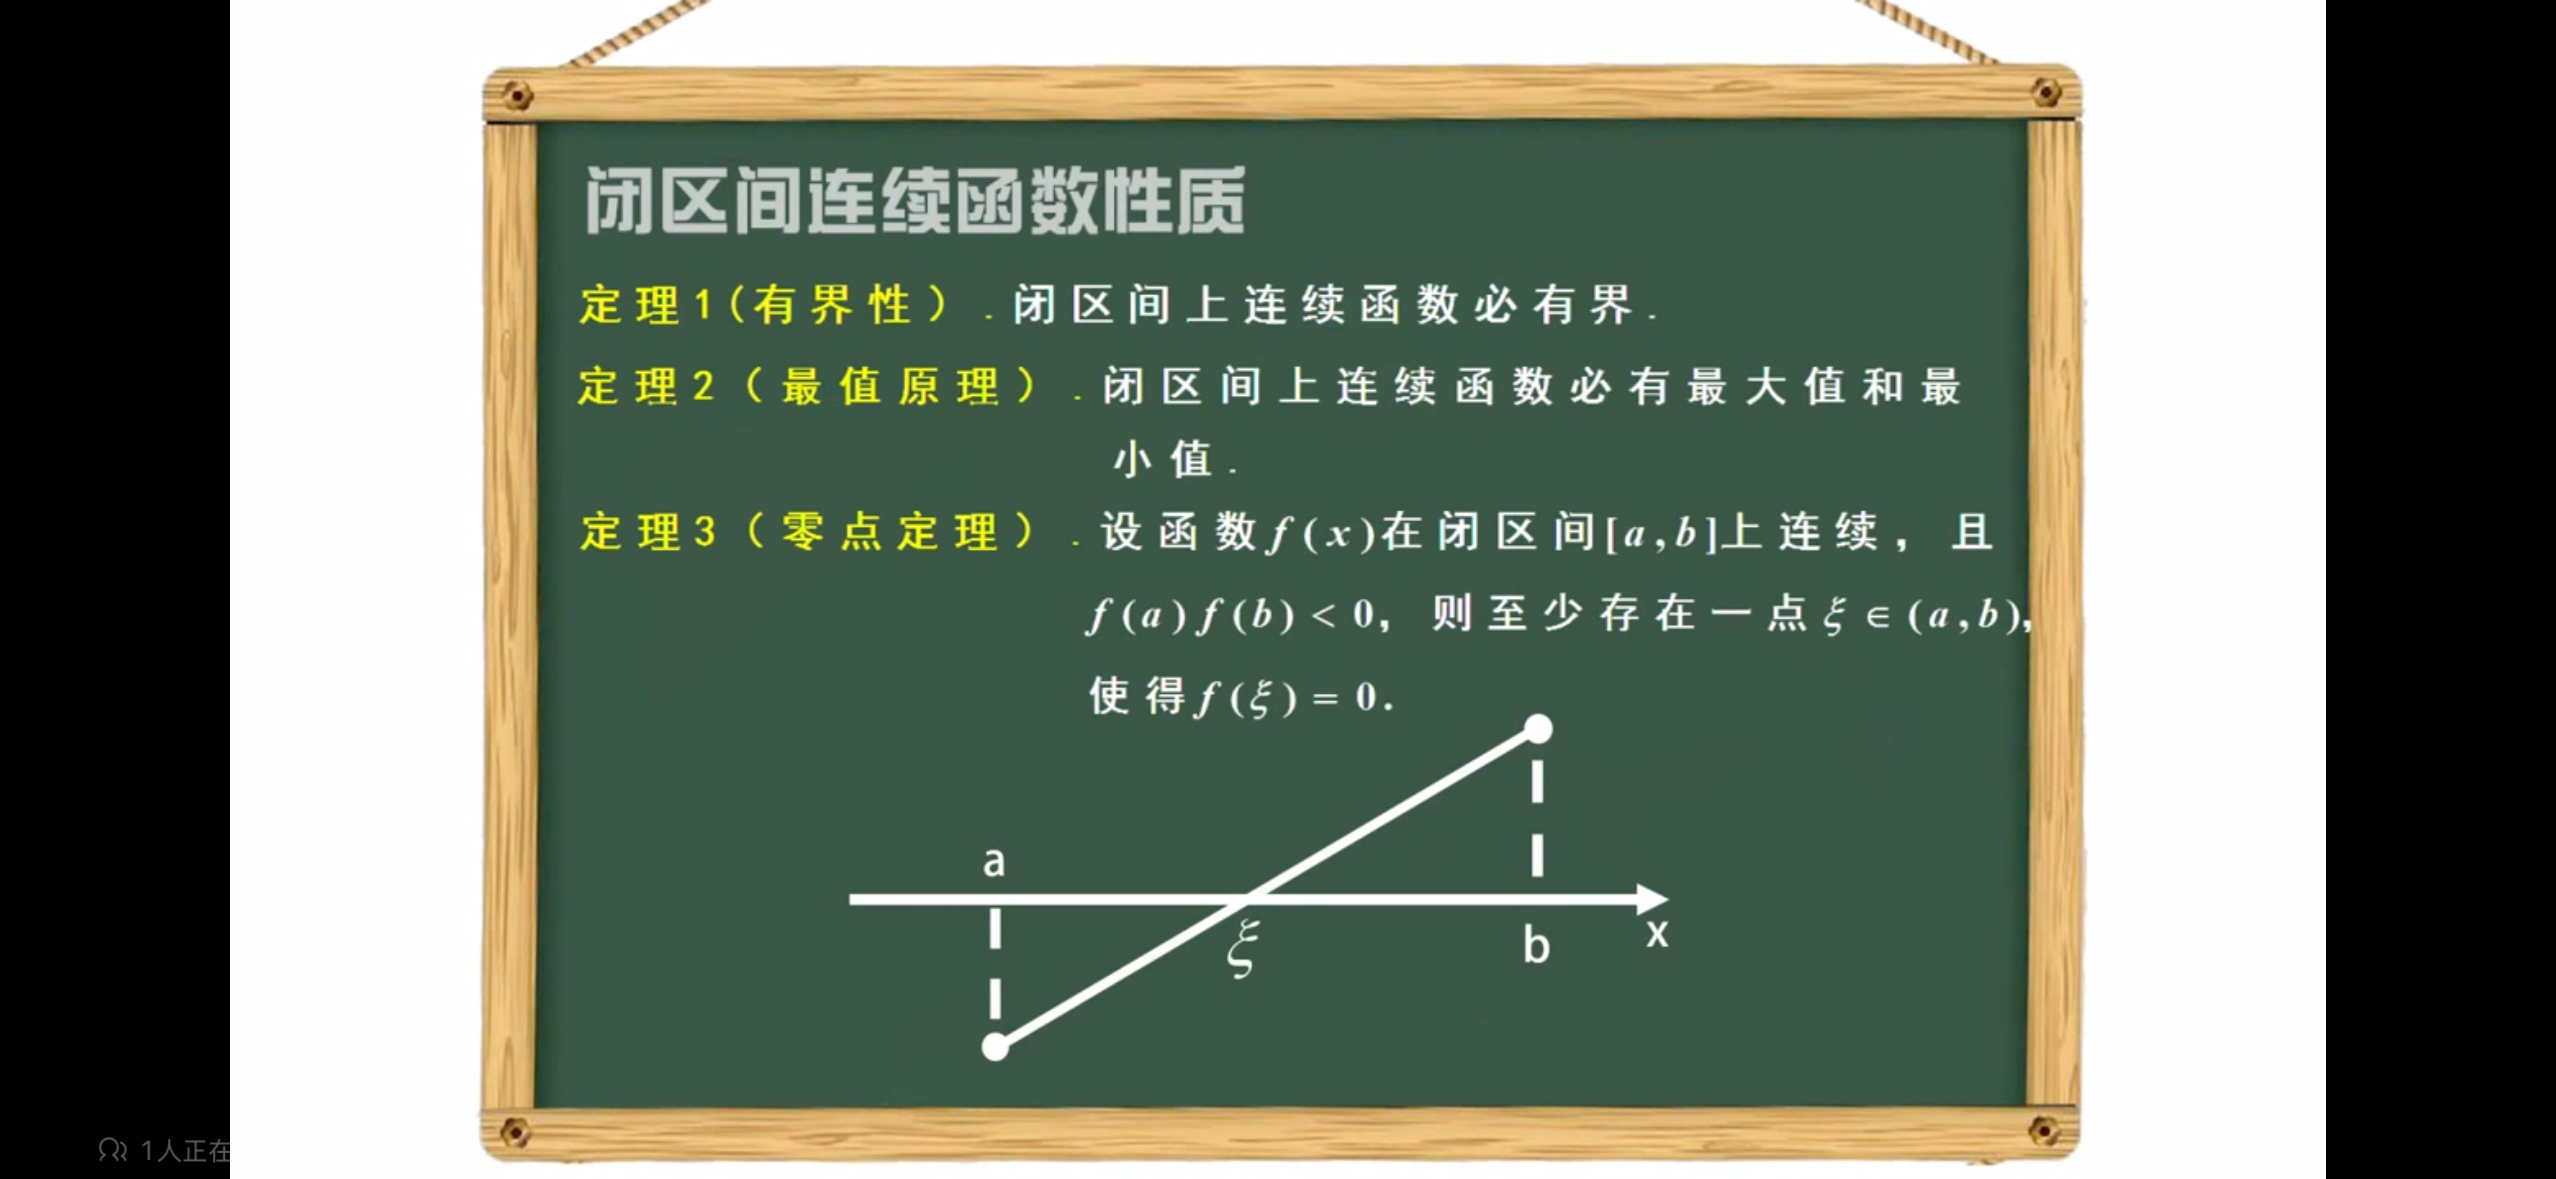 闭区间连续函数性质
定理1(有界性）.闭区间上连续函数必有界.
定理2（最值原理）.闭区间上连续函数必有最大值和最
小值.
定理3（零点定理）.设函数f(x)在闭区间[a,b]上连续，且
f(a)f(b)<0，则至少存在一点ξ∈(a,b),
使得f(ξ)=0.
a
ξ
b
x
1人正在